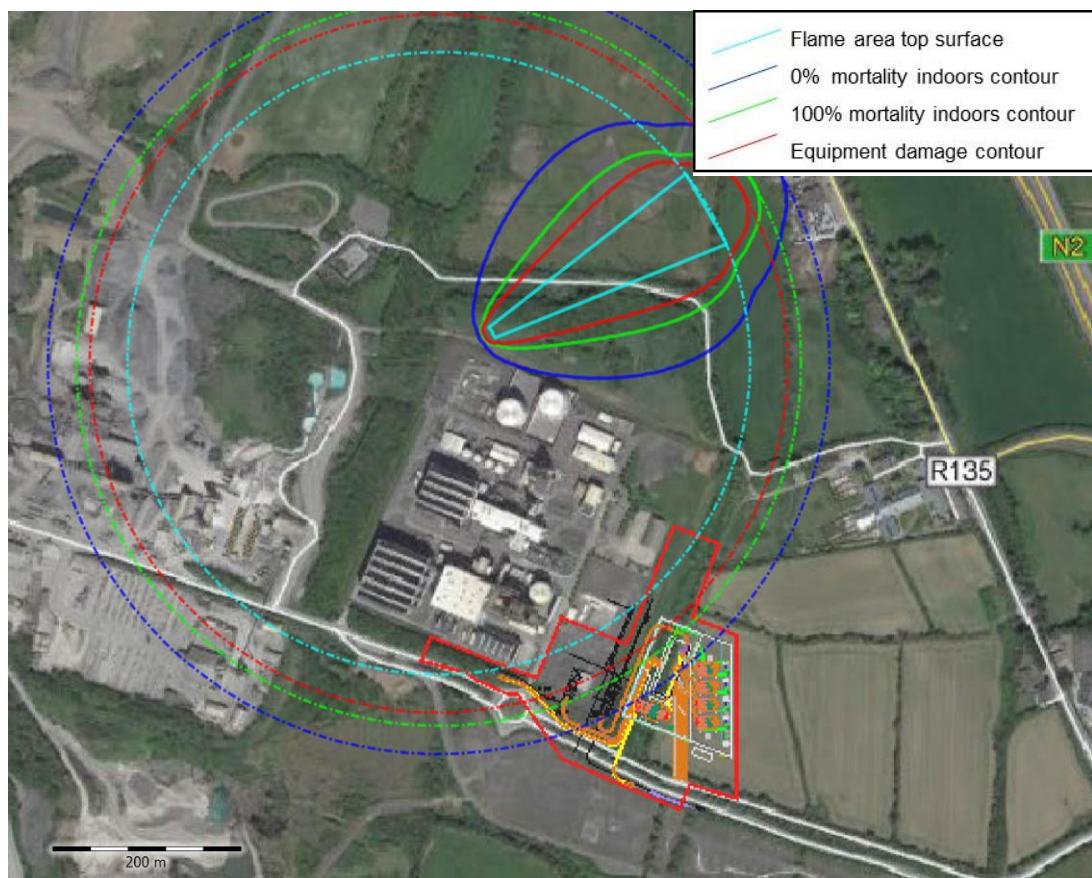 Flame area top surface
0% mortality indoors contour
100% mortality indoors contour
Equipment damage contour
N2
R135
200 m